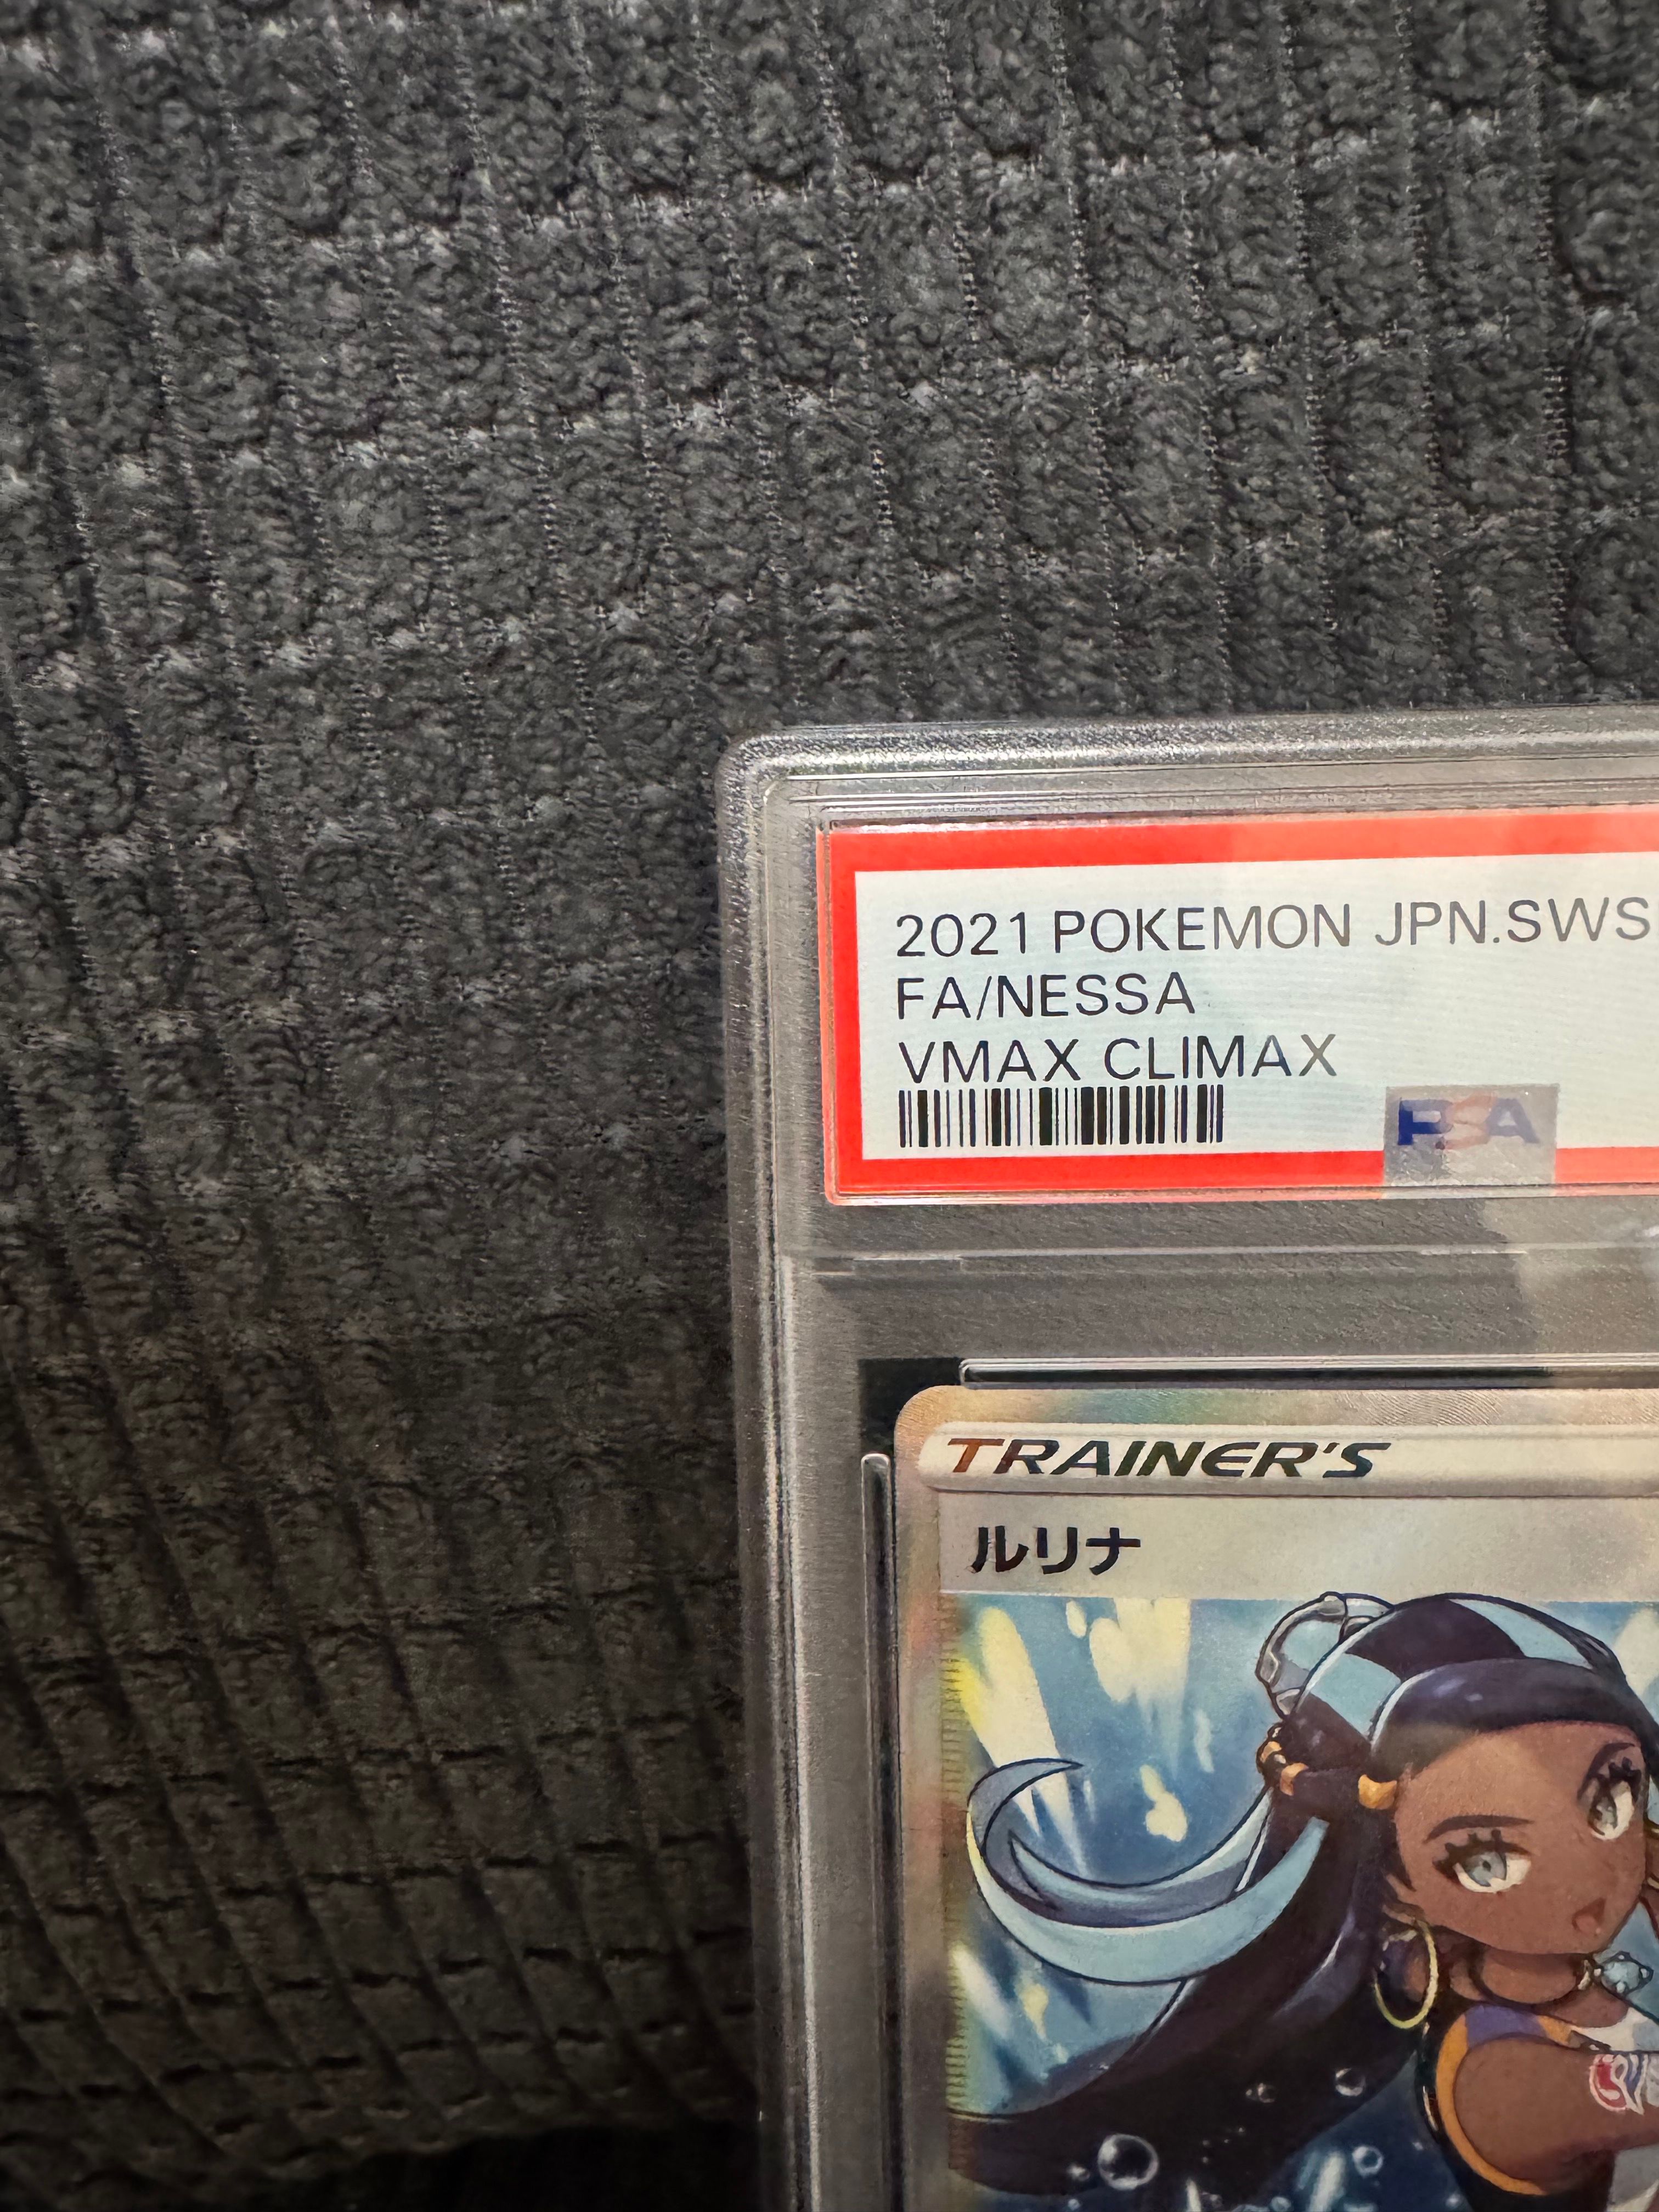 2021 POKEMON JPN.SWS
FA/NESSA
VMAX CLIMAX
PSA
TRAINER'S
ルリナ